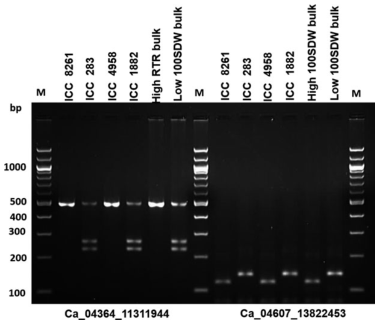 M
ICC 8261
ICC 283
ICC 4958
ICC 1882
High RTR bulk
Low 100SDW bulk
M
ICC 8261
ICC 283
ICC 4958
ICC 1882
High 100SDW bulk
Low 100SDW bulk
M
bp
1000
500
400
300
200
100
Ca_04364_11311944
Ca_04607_13822453